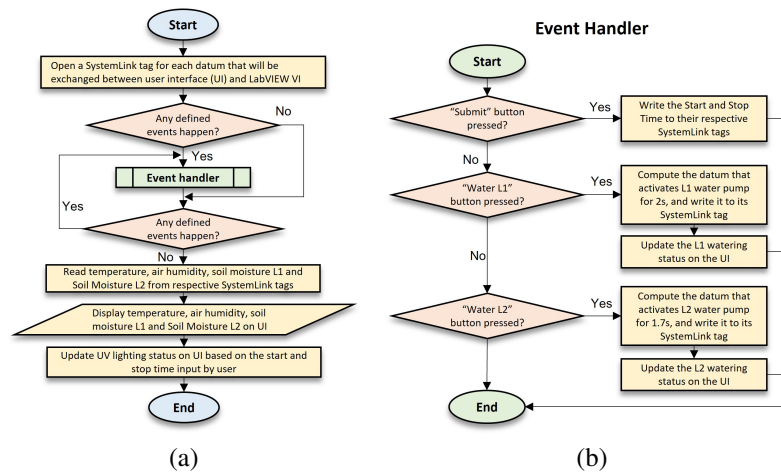 Start
Open a SystemLink tag for each datum that will be
exchanged between user interface (UI) and LabVIEW VI
Any defined
events happen?
No
Yes
Event handler
Yes
Any defined
events happen?
No
Read temperature, air humidity, soil moisture L1 and
Soil Moisture L2 from respective SystemLink tags
Display temperature, air humidity, soil
moisture L1 and Soil Moisture L2 on UI
Update UV lighting status on UI based on the start and
stop time input by user
End
(a)
Event Handler
Start
"Submit" button
pressed?
Yes
Write the Start and Stop
Time to their respective
SystemLink tags
No
"Water L1"
button pressed?
Yes
Compute the datum that
activates L1 water pump
for 2s, and write it to its
SystemLink tag
Update the L1 watering
status on the UI
No
"Water L2"
button pressed?
Yes
Compute the datum that
activates L2 water pump
for 1.7s, and write it to its
SystemLink tag
Update the L2 watering
status on the UI
No
End
(b)